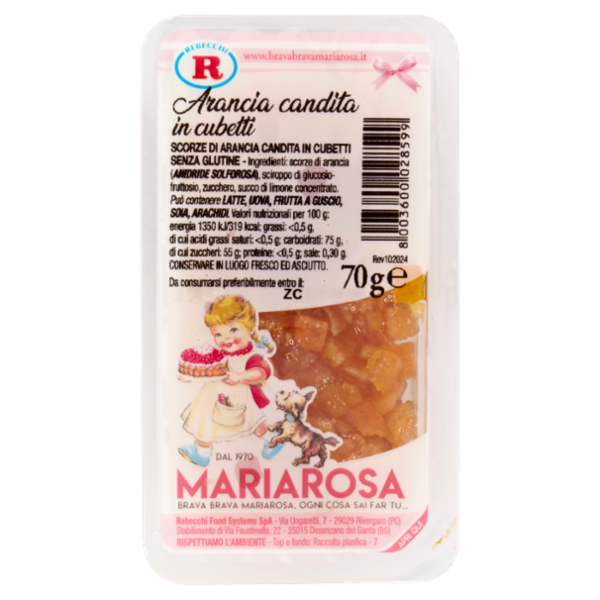 REBECCHI
R
www.bravabravamariarosa.it
Arancia candita
in cubetti
SCORZE DI ARANCIA CANDITA IN CUBETTI
SENZA GLUTINE - Ingredienti: scorze di arancia
(ANIDRIDE SOLFOROSA), sciroppo di glucosio-
fruttosio, zucchero, succo di limone concentrato.
Può contenere LATTE, UOVA, FRUTTA A GUSCIO,
SOIA, ARACHIDI. Valori nutrizionali per 100 g:
energia 1350 kJ/319 kcal; grassi: <0,5 g,
di cui acidi grassi saturi: <0,5 g; carboidrati: 75 g,
di cui zuccheri: 55 g; proteine: <0,5 g; sale: 0,30 g.
CONSERVARE IN LUOGO FRESCO ED ASCIUTTO.
Da consumarsi preferibilmente entro il:
ZC
8 003600 028599
Rev102024
70g e
DAL 1970
MARIAROSA
BRAVA BRAVA MARIAROSA, OGNI COSA SAI FAR TU...
Rebecchi Food Systems SpA - Via Ungaretti, 7 - 29029 Rivergaro (PC)
Stabilimento di Via Faustinella, 22 - 25015 Desenzano del Garda (BS)
RISPETTIAMO L'AMBIENTE - Top e fondo: Raccolta plastica - 7
APRI QUI